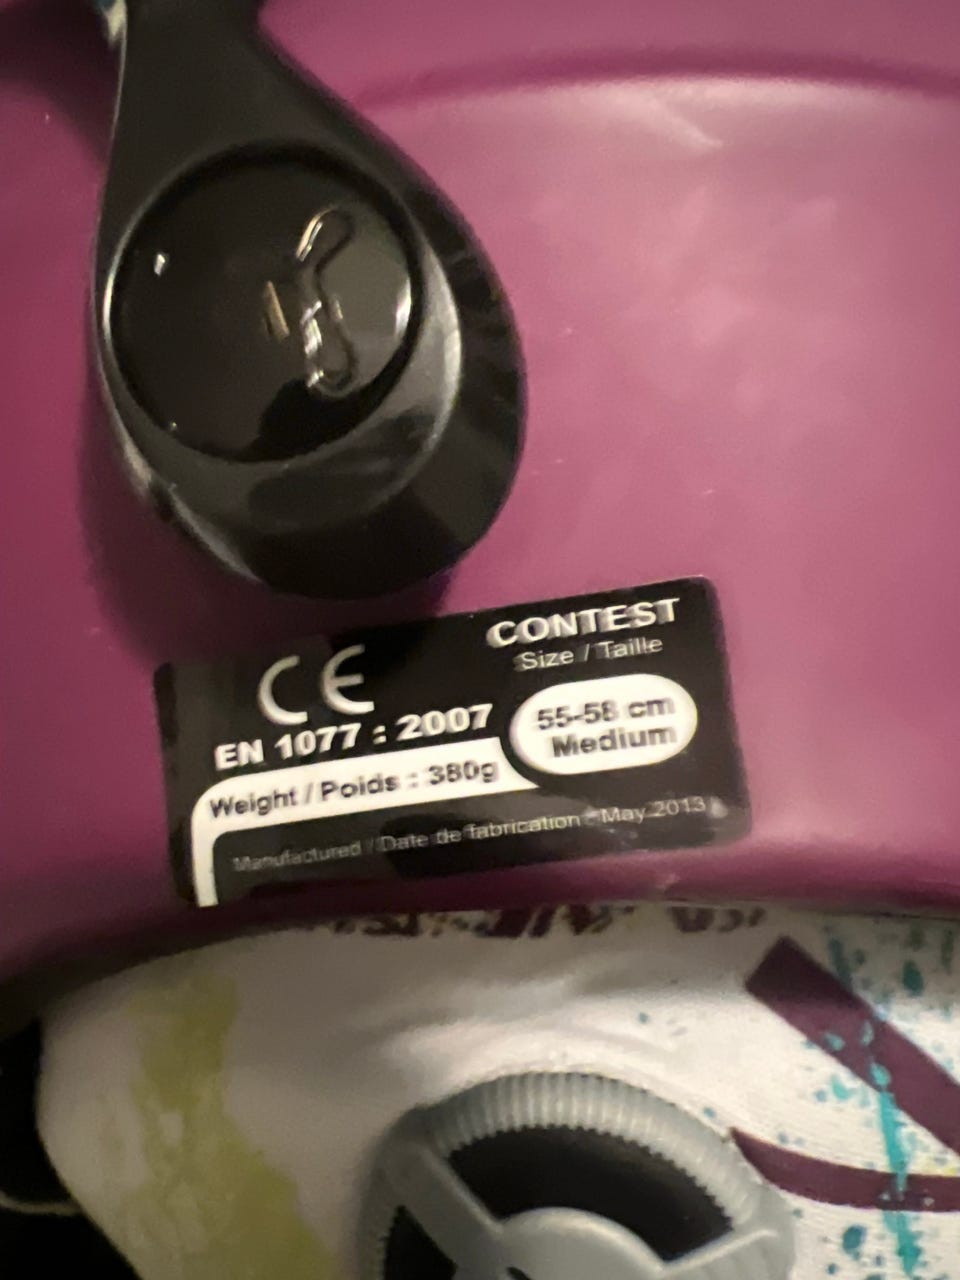 CONTEST
Size / Taille
55-58 cm
Medium
CE
EN 1077 : 2007
Weight / Poids : 380g
Manufactured / Date de fabrication : May 2013